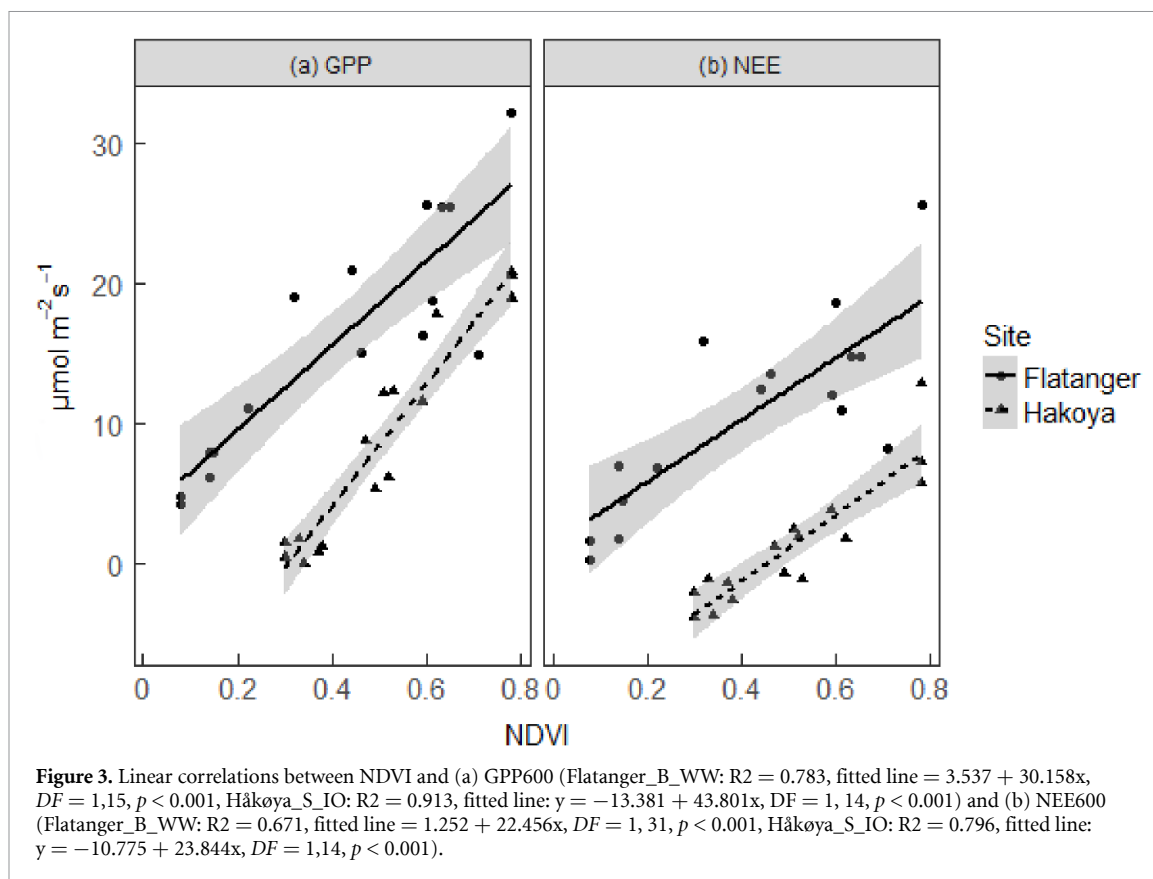 (a) GPP
(b) NEE
30
20
10
0
µmol m−2 s−1
0
0.2
0.4
0.6
0.8
0
0.2
0.4
0.6
0.8
NDVI
Site
Flatanger
Hakoya
Figure 3. Linear correlations between NDVI and (a) GPP600 (Flatanger_B_WW: R2 = 0.783, fitted line = 3.537 + 30.158x,
DF = 1,15, p < 0.001, Håkøya_S_IO: R2 = 0.913, fitted line: y = −13.381 + 43.801x, DF = 1, 14, p < 0.001) and (b) NEE600
(Flatanger_B_WW: R2 = 0.671, fitted line = 1.252 + 22.456x, DF = 1, 31, p < 0.001, Håkøya_S_IO: R2 = 0.796, fitted line:
y = −10.775 + 23.844x, DF = 1,14, p < 0.001).